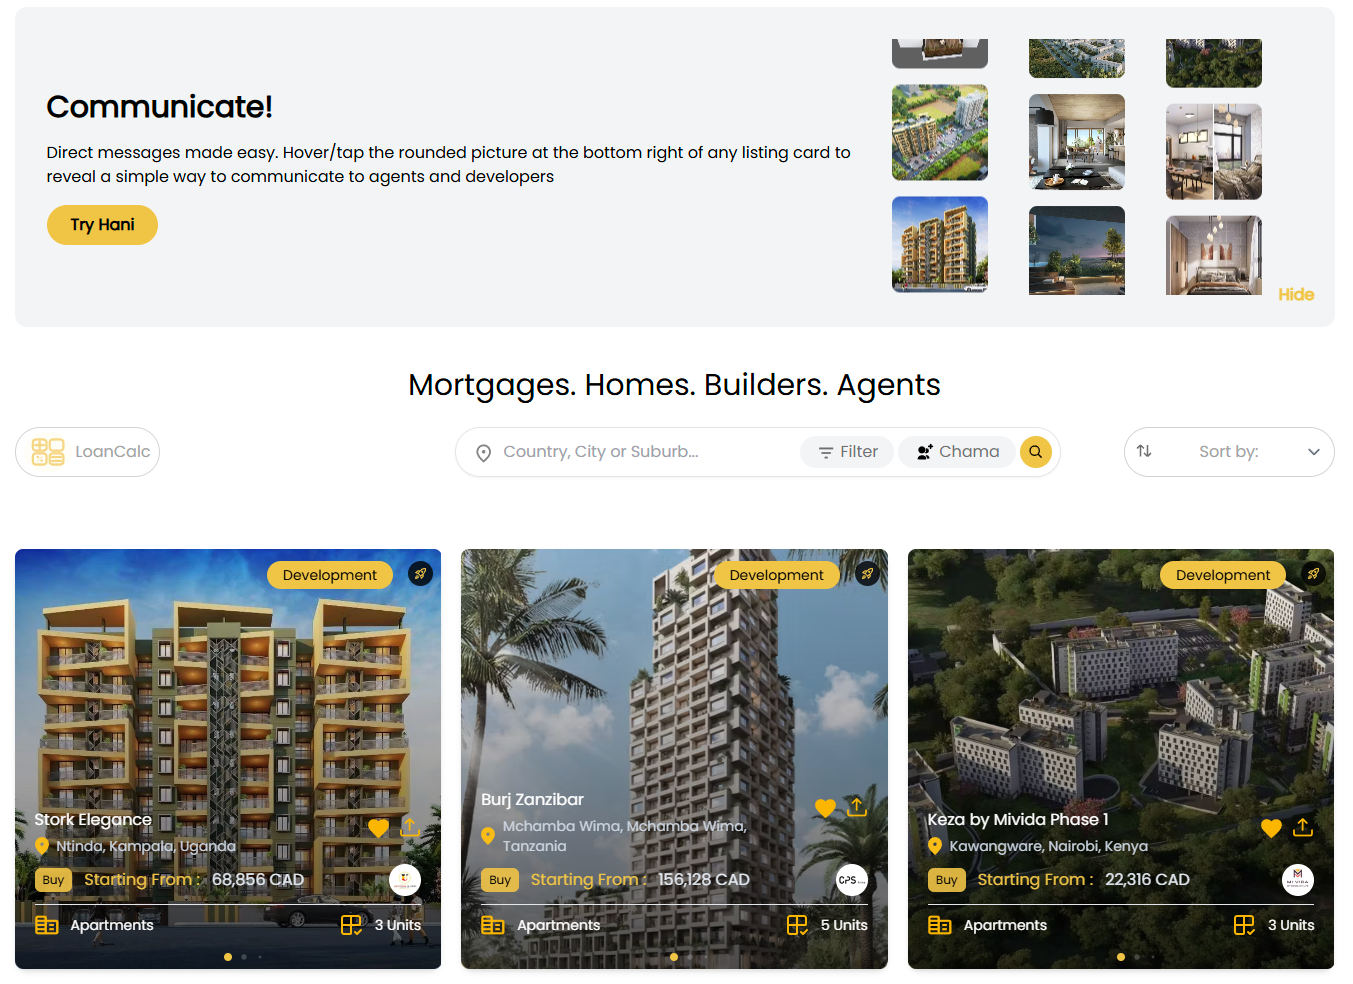 Communicate!
Direct messages made easy. Hover/tap the rounded picture at the bottom right of any listing card to
reveal a simple way to communicate to agents and developers
Try Hani
Hide
Mortgages. Homes. Builders. Agents
LoanCalc
Country, City or Suburb...
Filter
Chama
Sort by:
Development
Stork Elegance
Ntinda, Kampala, Uganda
Buy Starting From : 68,856 CAD
Apartments
3 Units
Development
Burj Zanzibar
Mchamba Wima, Mchamba Wima,
Tanzania
Buy Starting From : 156,128 CAD
CPS
Apartments
5 Units
Development
Keza by Mivida Phase 1
Kawangware, Nairobi, Kenya
Buy Starting From : 22,316 CAD
MIVIDA
Apartments
3 Units